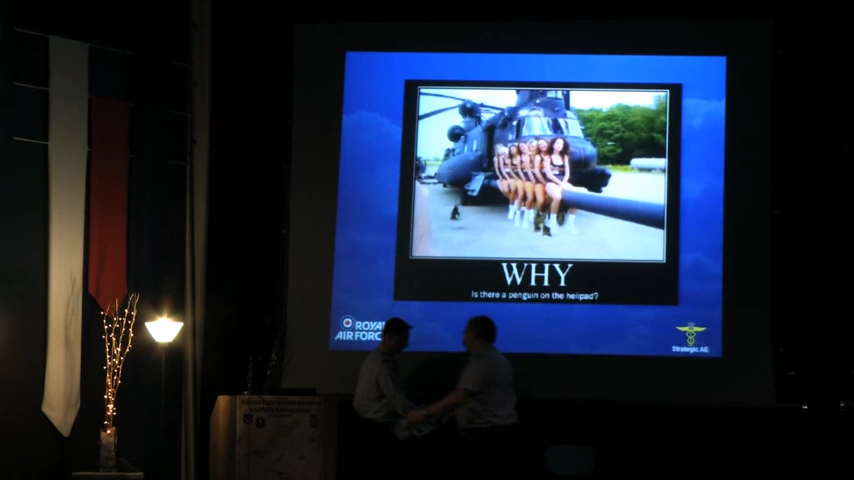 WHY
Is there a penguin on the helipad?
ROYAL
AIR FORCE
Strategic AE